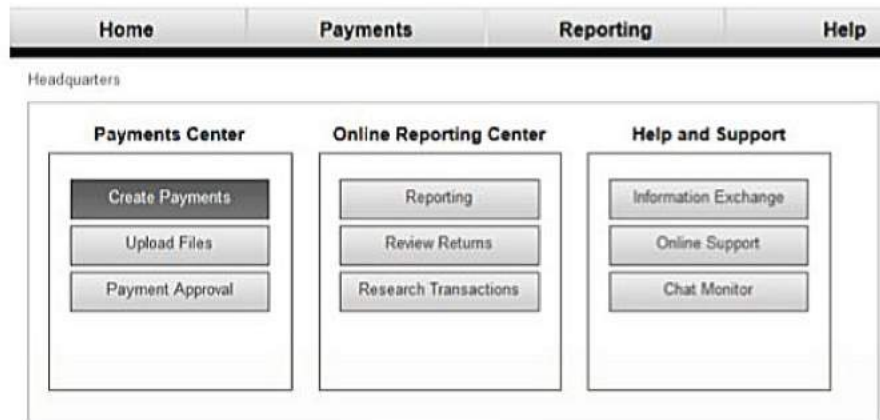 Home Payments Reporting Help
Headquarters
Payments Center
Create Payments
Upload Files
Payment Approval
Online Reporting Center
Reporting
Review Returns
Research Transactions
Help and Support
Information Exchange
Online Support
Chat Monitor